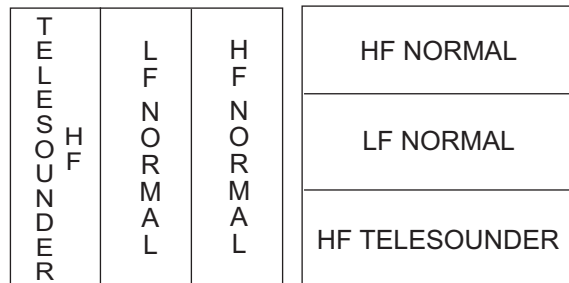 TELESOUNDER
HF
LF NORMAL
HF NORMAL
HF NORMAL
LF NORMAL
HF TELESOUNDER